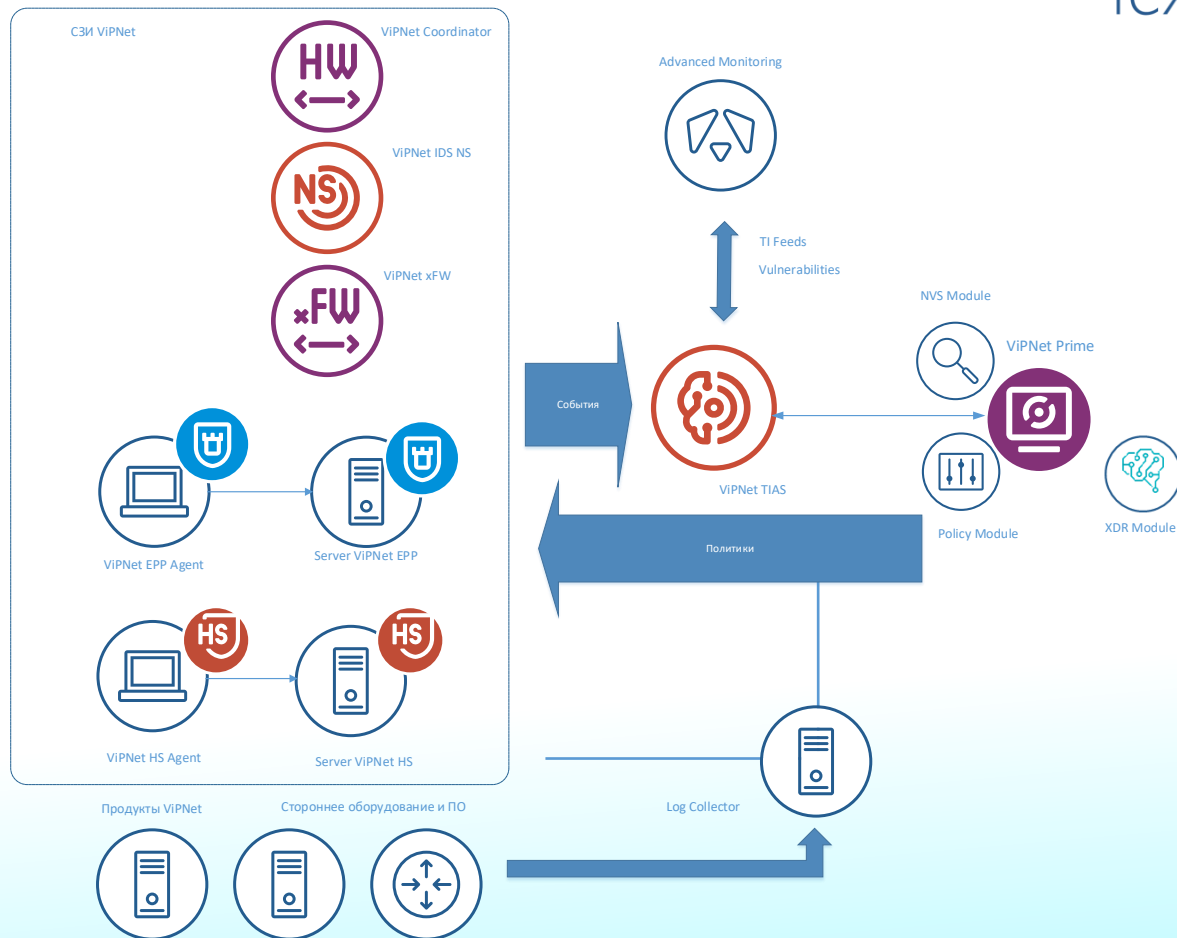 СЗИ ViPNet
ViPNet Coordinator
HW
ViPNet IDS NS
NS
ViPNet xFW
xFW
ViPNet EPP Agent
Server ViPNet EPP
HS
HS
ViPNet HS Agent
Server ViPNet HS
Продукты ViPNet
Стороннее оборудование и ПО
Advanced Monitoring
TI Feeds
Vulnerabilities
События
ViPNet TIAS
NVS Module
ViPNet Prime
Policy Module
XDR Module
Политики
Log Collector